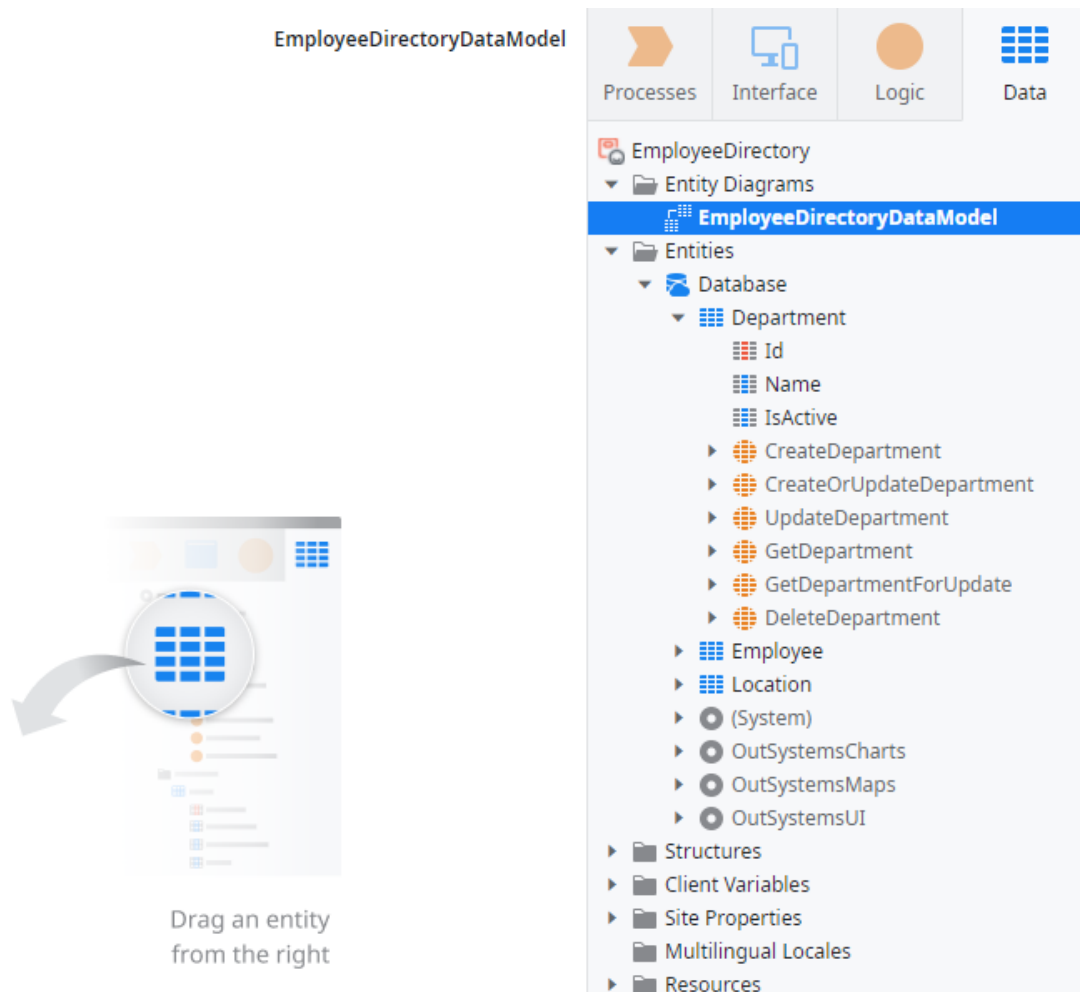 EmployeeDirectoryDataModel
Processes
Interface
Logic
Data
EmployeeDirectory
Entity Diagrams
EmployeeDirectoryDataModel
Entities
Database
Department
Id
Name
IsActive
CreateDepartment
CreateOrUpdateDepartment
UpdateDepartment
GetDepartment
GetDepartmentForUpdate
DeleteDepartment
Employee
Location
(System)
OutSystemsCharts
OutSystemsMaps
OutSystemsUI
Structures
Client Variables
Site Properties
Multilingual Locales
Resources
Drag an entity
from the right